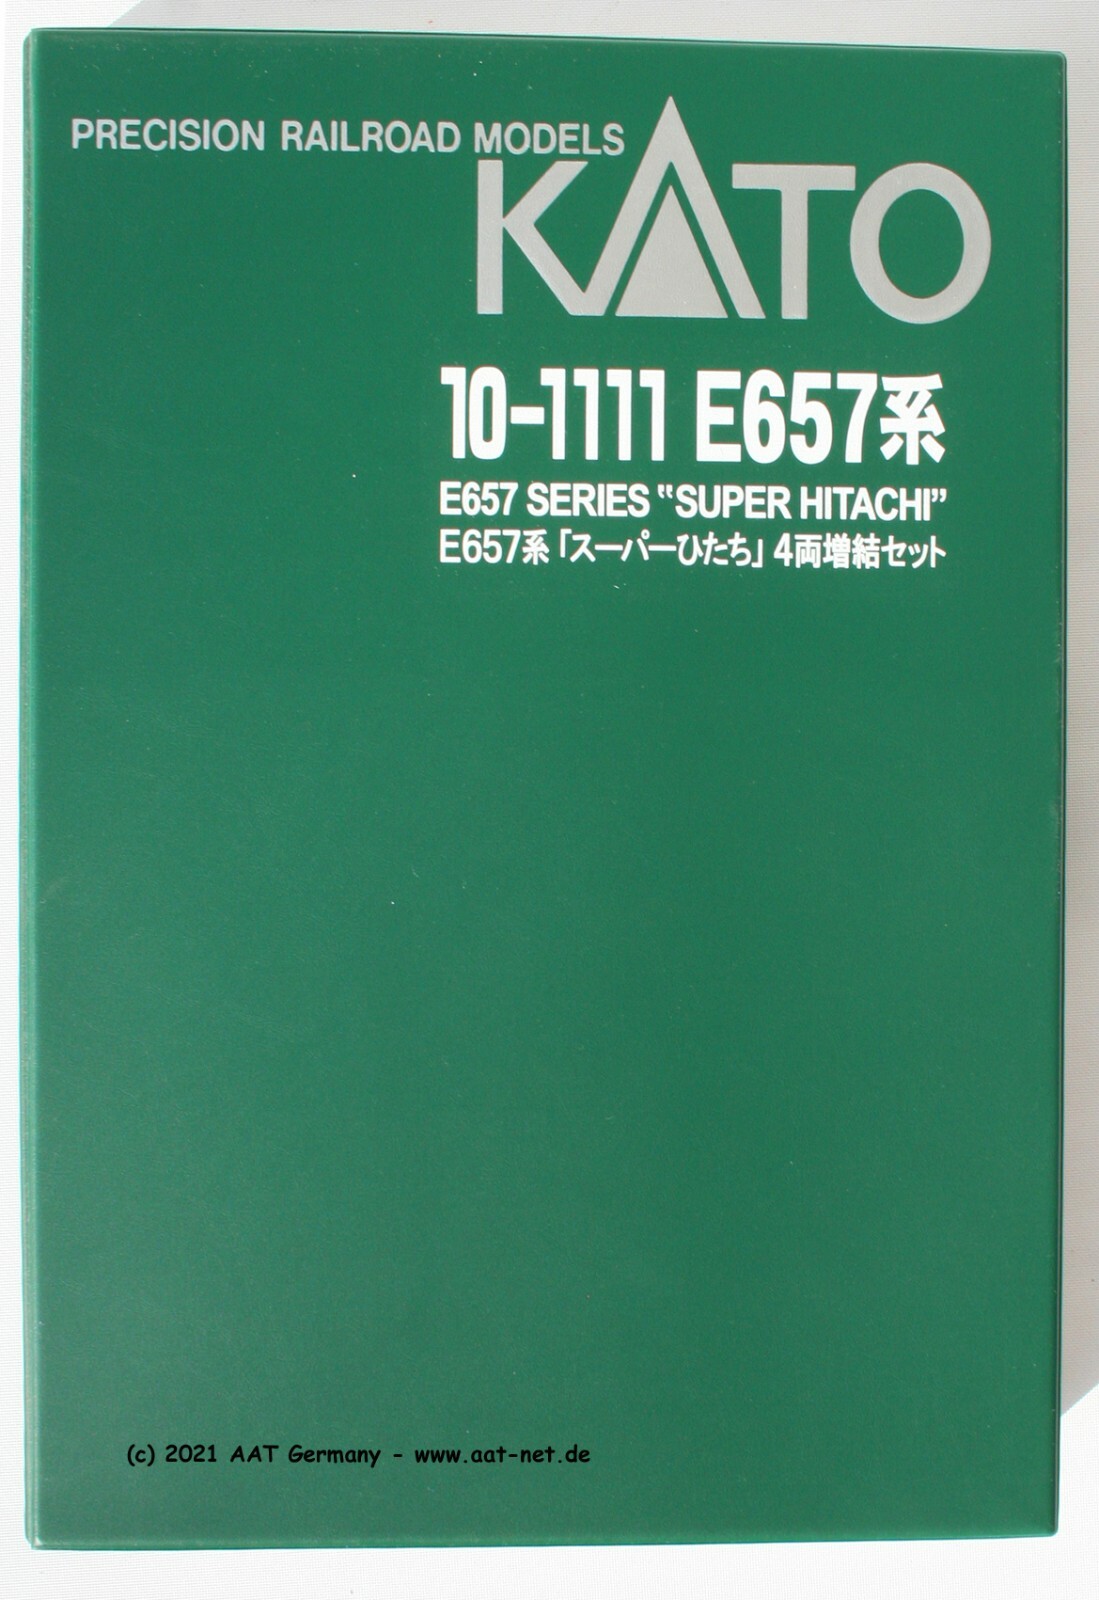 PRECISION RAILROAD MODELS
KATO
10-1111 E657系
E657 SERIES “SUPER HITACHI”
E657系「スーパーひたち」4両増結セット
(c) 2021 AAT Germany - www.aat-net.de